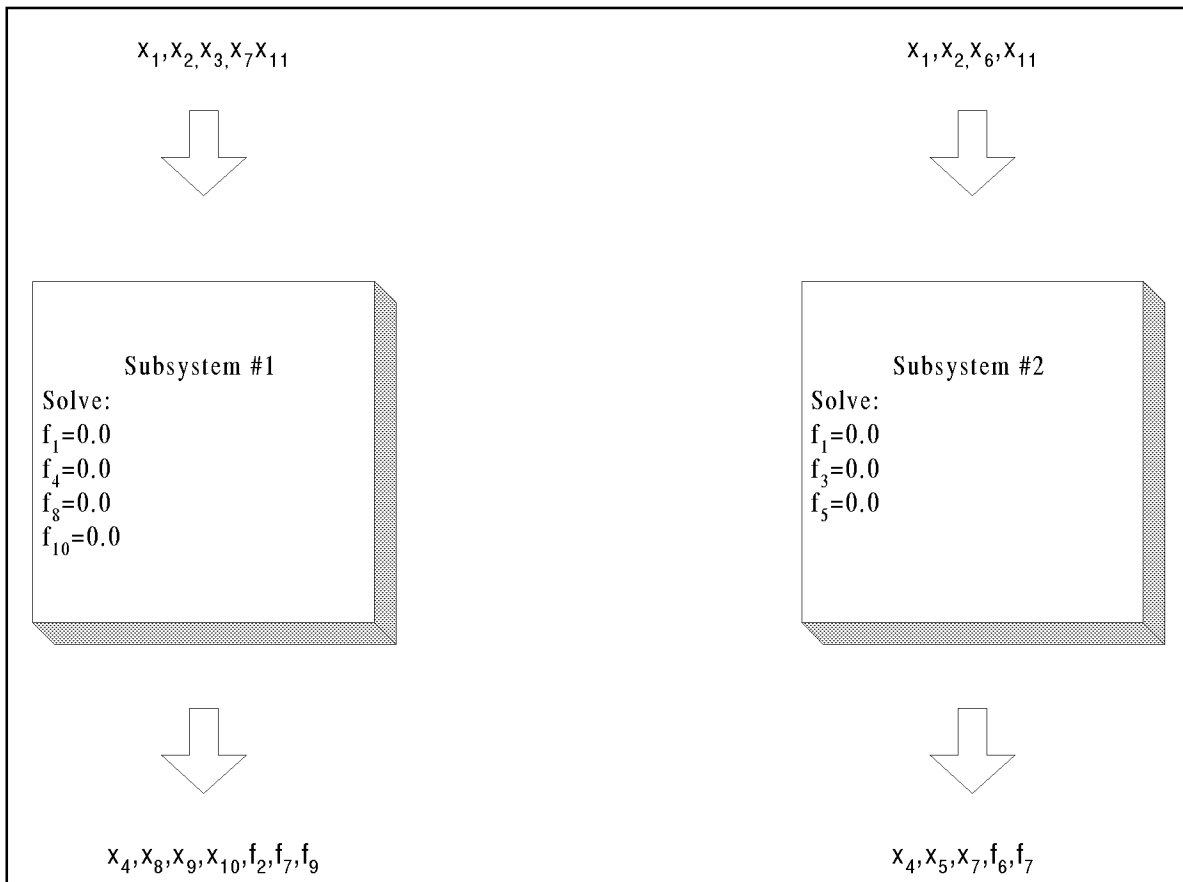 x₁,x₂,x₃,x₇x₁₁
x₁,x₂,x₆,x₁₁
Subsystem #1
Solve:
f₁=0.0
f₄=0.0
f₈=0.0
f₁₀=0.0
Subsystem #2
Solve:
f₁=0.0
f₃=0.0
f₅=0.0
x₄,x₈,x₉,x₁₀,f₂,f₇,f₉
x₄,x₅,x₇,f₆,f₇